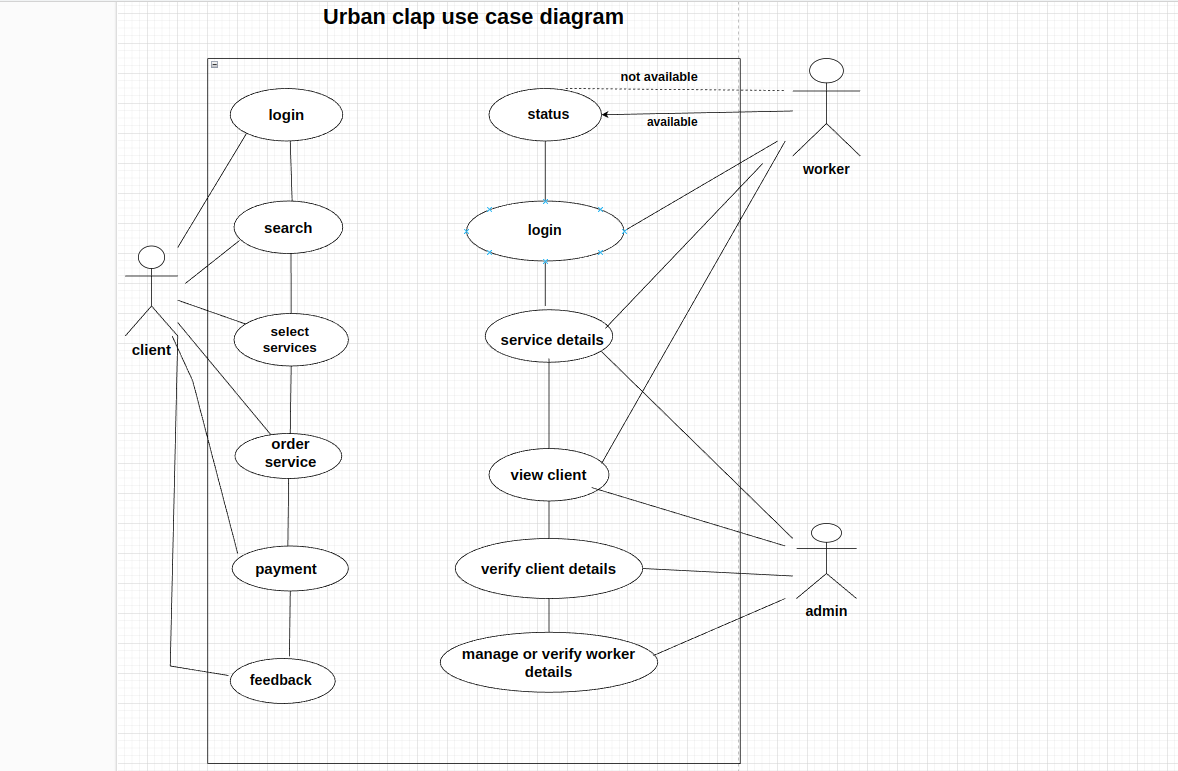 Urban clap use case diagram
not available
worker
login
status
available
search
login
client
select
services
service details
order
service
view client
payment
verify client details
admin
feedback
manage or verify worker
details